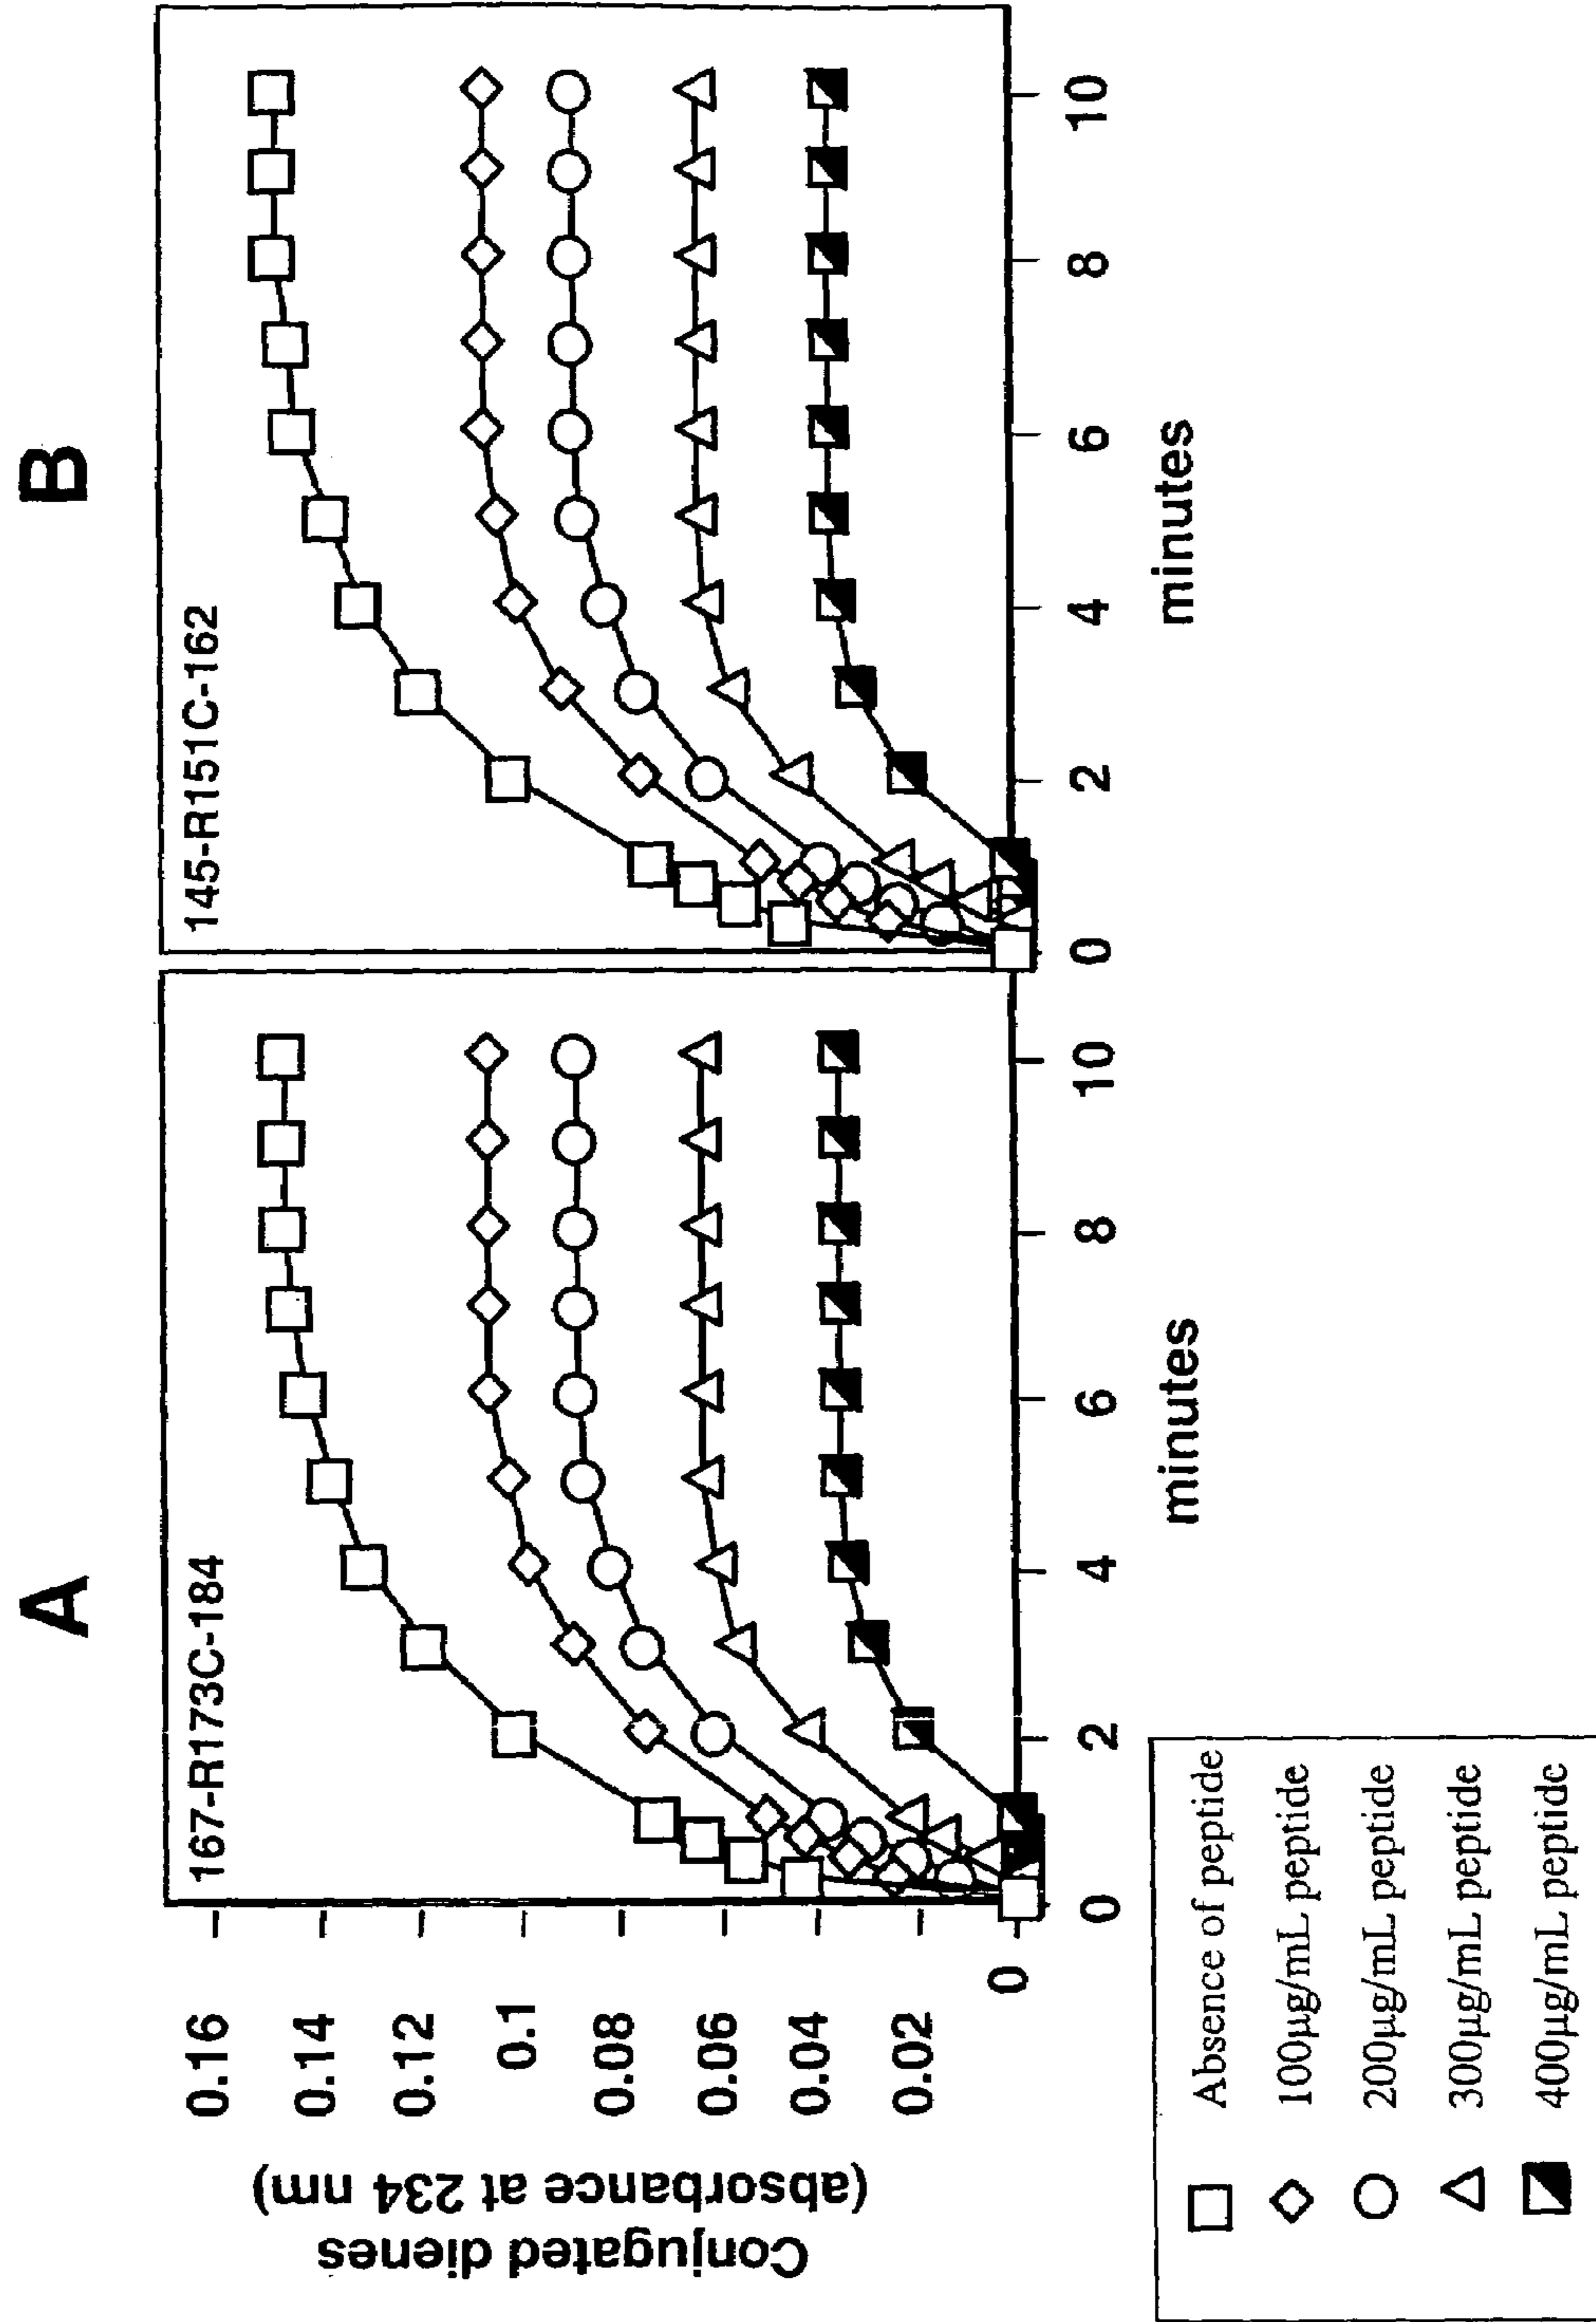 A
B
167-R173C-184
145-R151C-162
Conjugated dienes
(absorbance at 234 nm)
0.16
0.14
0.12
0.1
0.08
0.06
0.04
0.02
0
0 2 4 6 8 10
0 2 4 6 8 10
minutes
minutes
Absence of peptide
100µg/mL peptide
200µg/mL peptide
300µg/mL peptide
400µg/mL peptide